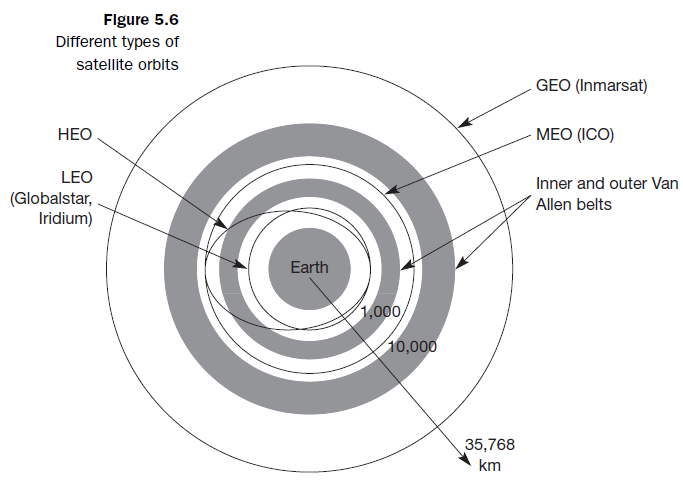 Figure 5.6
Different types of
satellite orbits
GEO (Inmarsat)
HEO
MEO (ICO)
LEO
(Globalstar,
Iridium)
Inner and outer Van
Allen belts
Earth
1,000
10,000
35,768
km